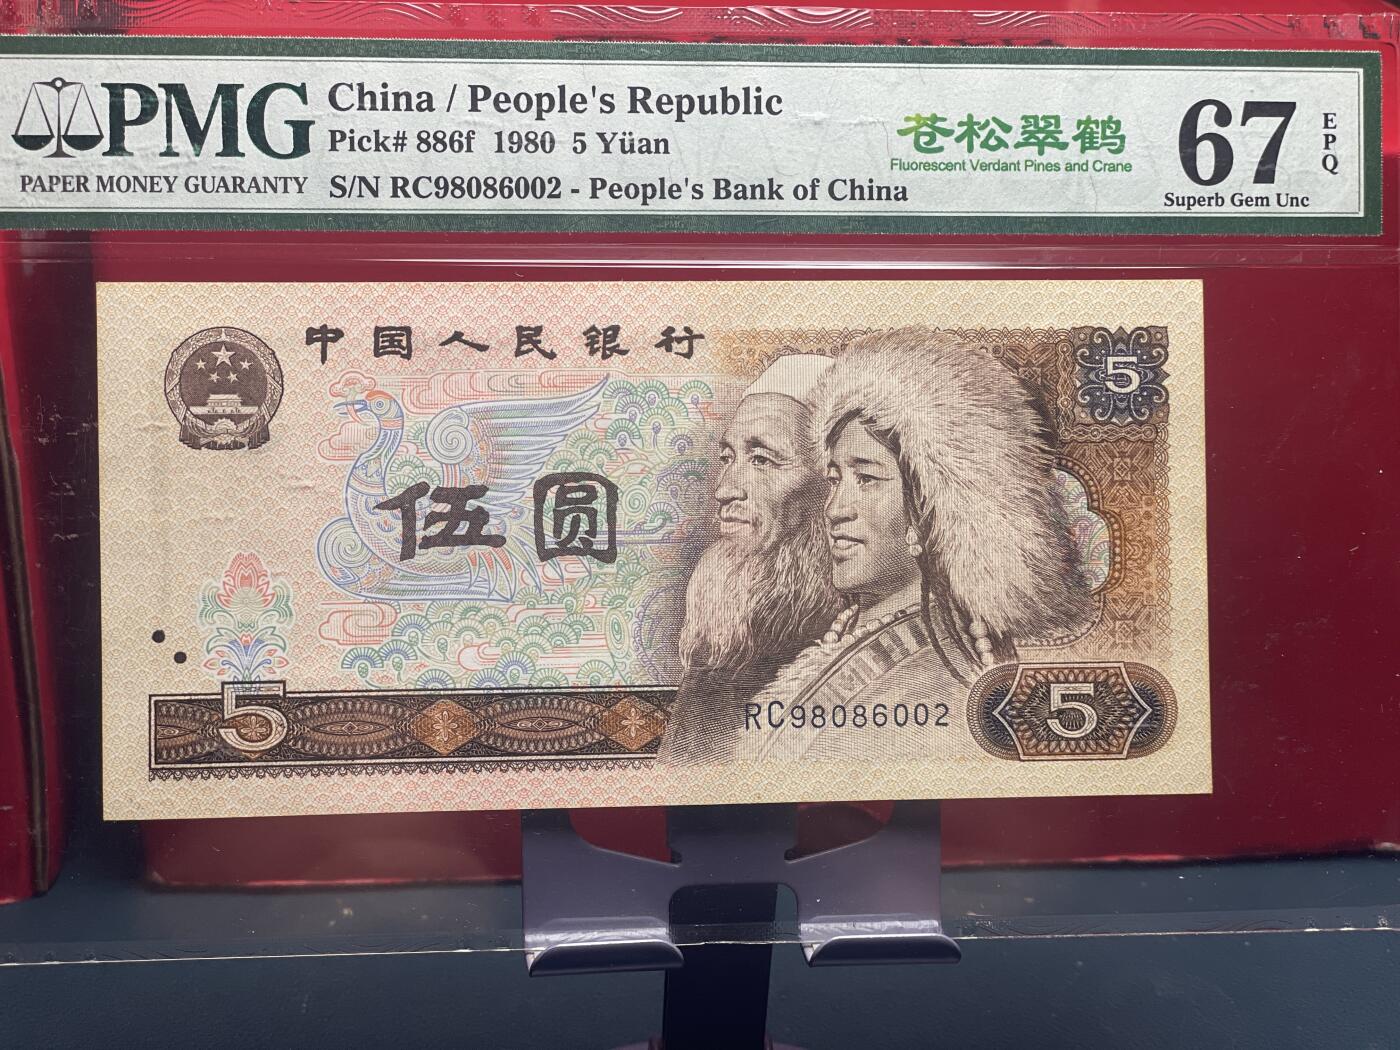 PMG
PAPER MONEY GUARANTY
China / People's Republic
Pick# 886f 1980 5 Yüan
S/N RC98086002 - People's Bank of China
苍松翠鹤
Fluorescent Verdant Pines and Crane
67
EPQ
Superb Gem Unc
中国人民银行
5
伍圆
RC98086002
5
5